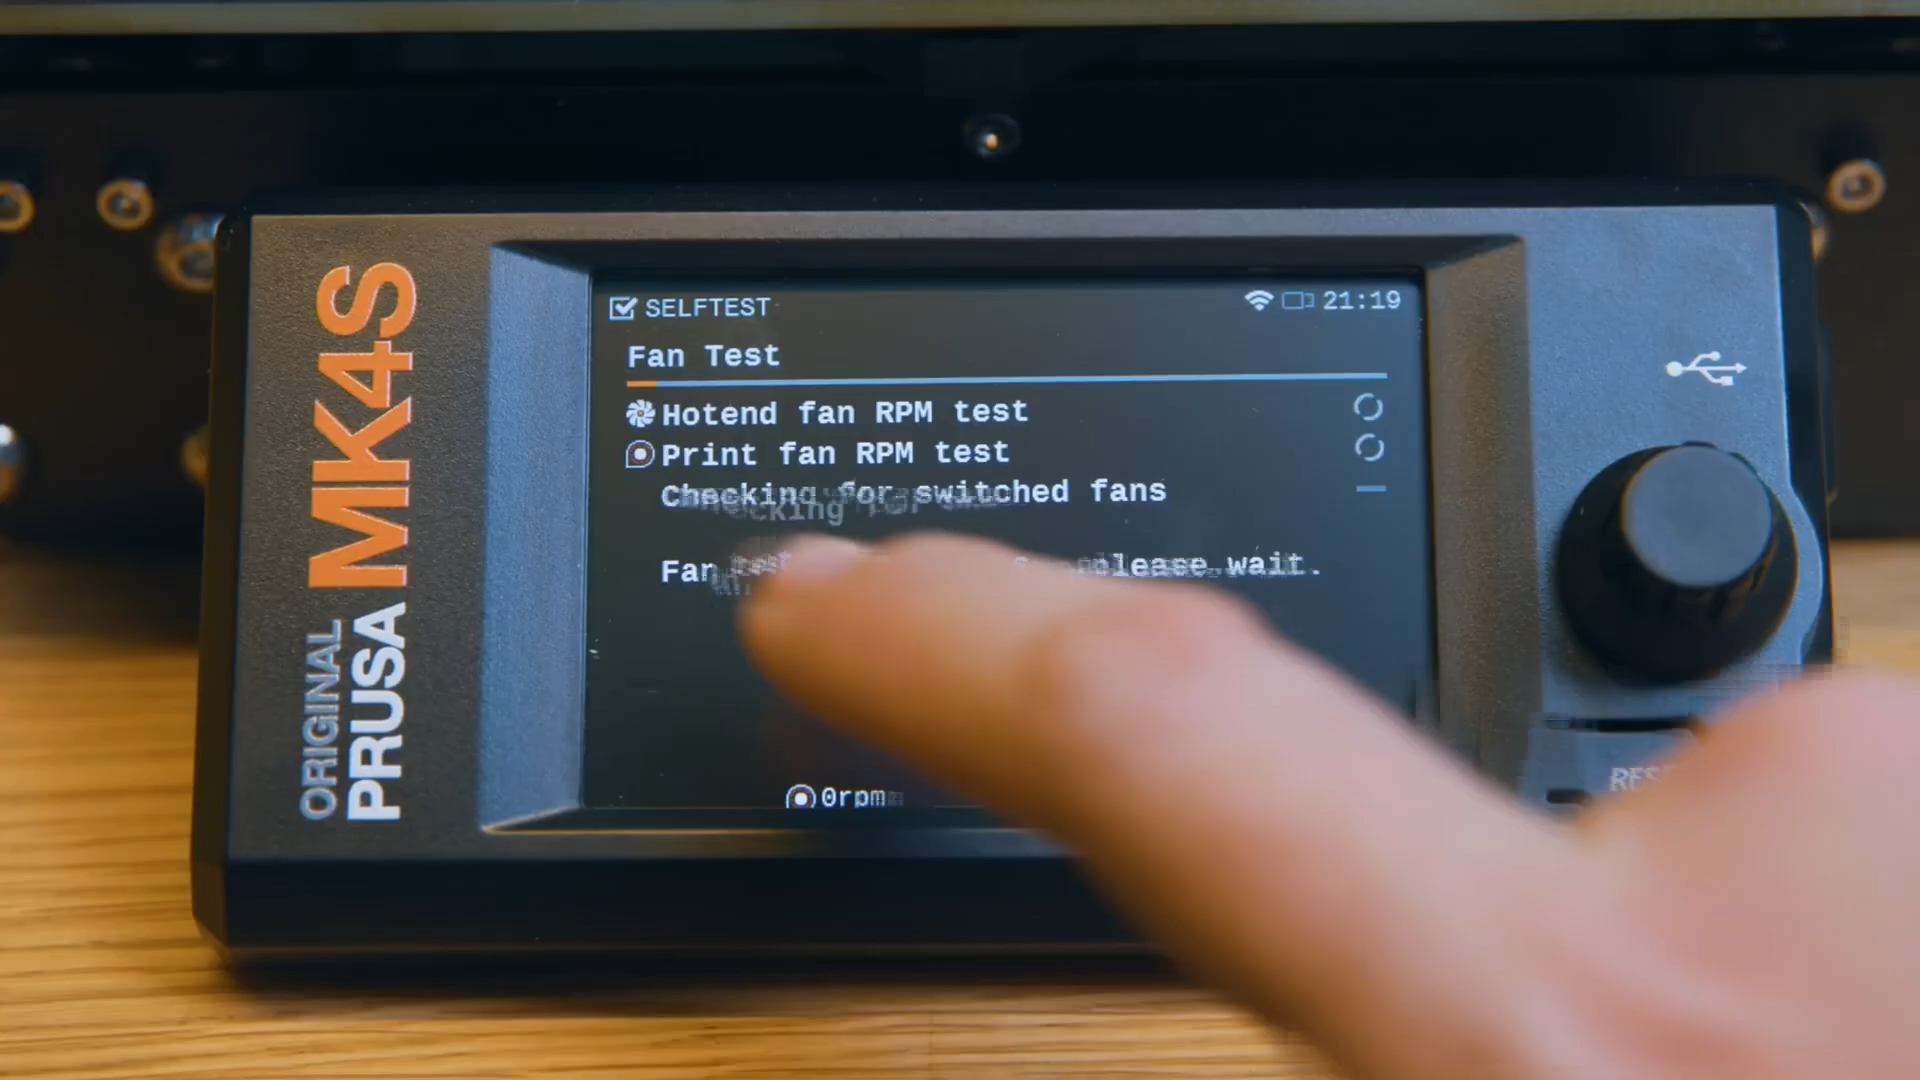 ORIGINAL
PRUSA MK4S
SELFTEST
21:19
Fan Test
Hotend fan RPM test
Print fan RPM test
Checking for switched fans
Fan test please wait.
0rpm